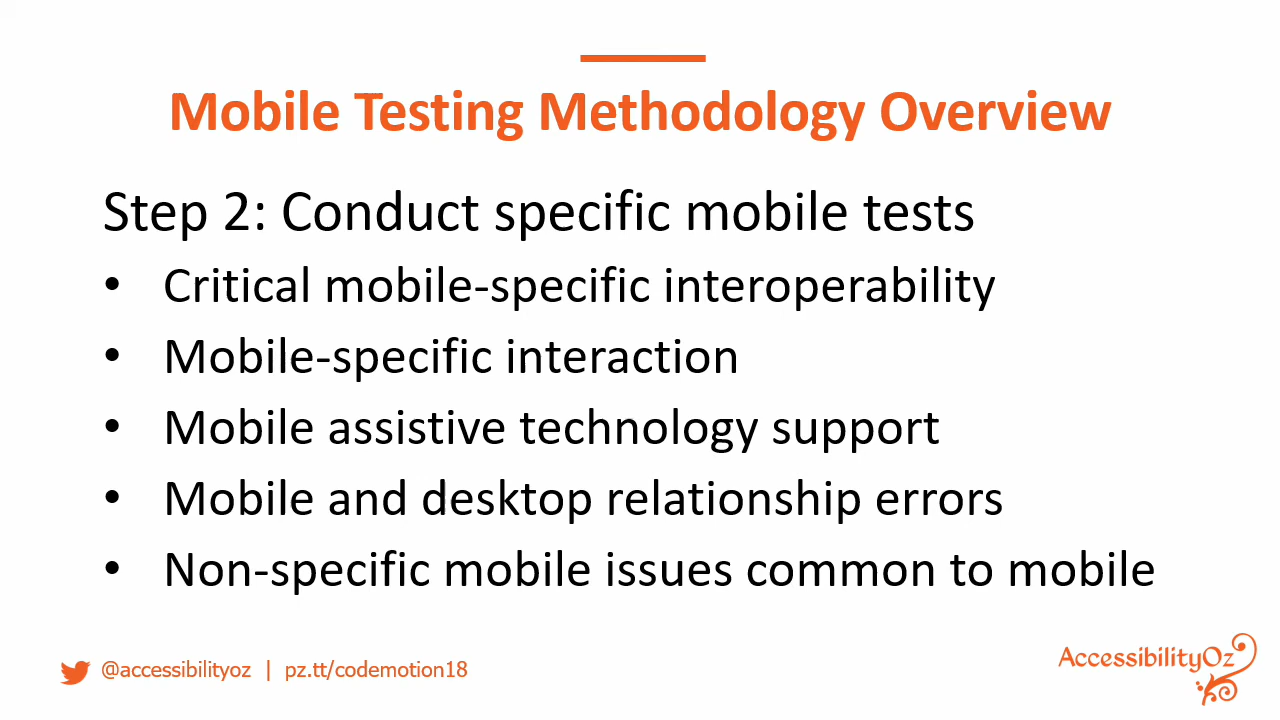 Mobile Testing Methodology Overview
Step 2: Conduct specific mobile tests
• Critical mobile-specific interoperability
• Mobile-specific interaction
• Mobile assistive technology support
• Mobile and desktop relationship errors
• Non-specific mobile issues common to mobile
@accessibilityoz | pz.tt/codemotion18
AccessibilityOz